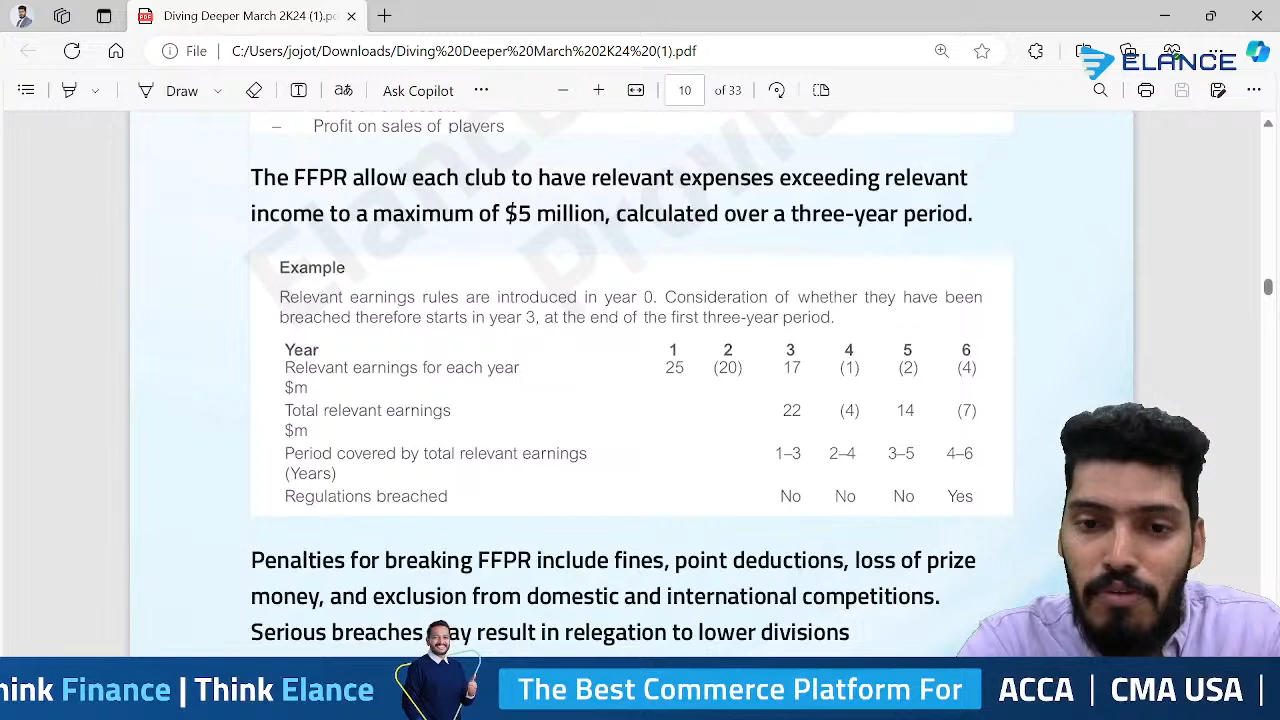 Diving Deeper March 2K24 (1).pd
File C:/Users/jojot/Downloads/Diving%20Deeper%20March%202K24%20(1).pdf
ELANCE
Draw
Ask Copilot
10 of 33
– Profit on sales of players
The FFPR allow each club to have relevant expenses exceeding relevant
income to a maximum of $5 million, calculated over a three-year period.
Example
Relevant earnings rules are introduced in year 0. Consideration of whether they have been
breached therefore starts in year 3, at the end of the first three-year period.
Year 1 2 3 4 5 6
Relevant earnings for each year 25 (20) 17 (1) (2) (4)
$m
Total relevant earnings 22 (4) 14 (7)
$m
Period covered by total relevant earnings 1–3 2–4 3–5 4–6
(Years)
Regulations breached No No No Yes
Penalties for breaking FFPR include fines, point deductions, loss of prize
money, and exclusion from domestic and international competitions.
Serious breaches may result in relegation to lower divisions
hink Finance | Think Elance
The Best Commerce Platform For
ACCA | CMA USA |